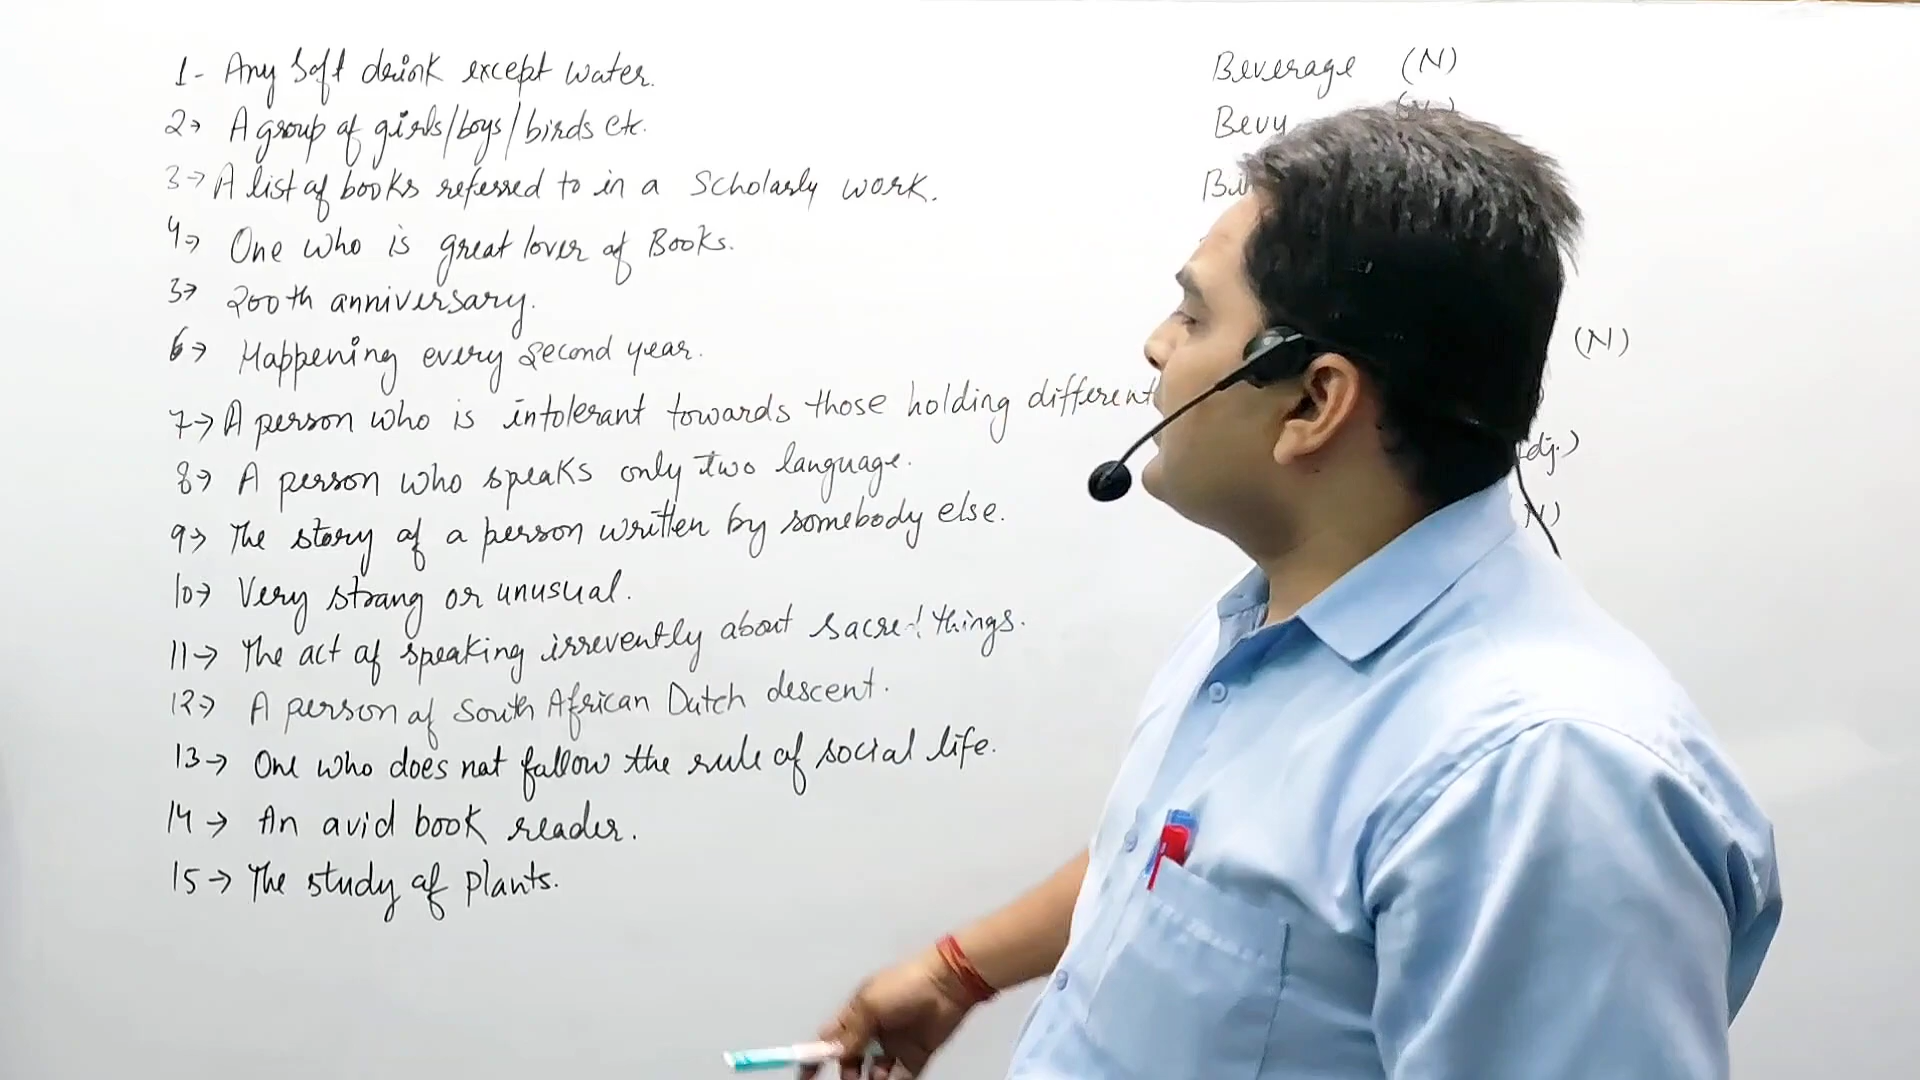 1- Any Soft drink except water. Beverage (N)
2→ A group of girls/boys/birds etc. Bevy
3→ A list of books referred to in a Scholarly work.
4→ One who is great lover of Books.
3→ 200th anniversary.
6→ Happening every second year. (N)
7→ A person who is intolerant towards those holding different
8→ A person who speaks only two language.
9→ The story of a person written by somebody else. N)
10→ Very strang or unusual.
11→ The act of speaking irrevently about sacred things.
12→ A person of South African Dutch descent.
13→ One who does not follow the rule of social life.
14→ An avid book reader.
15→ The study of plants.